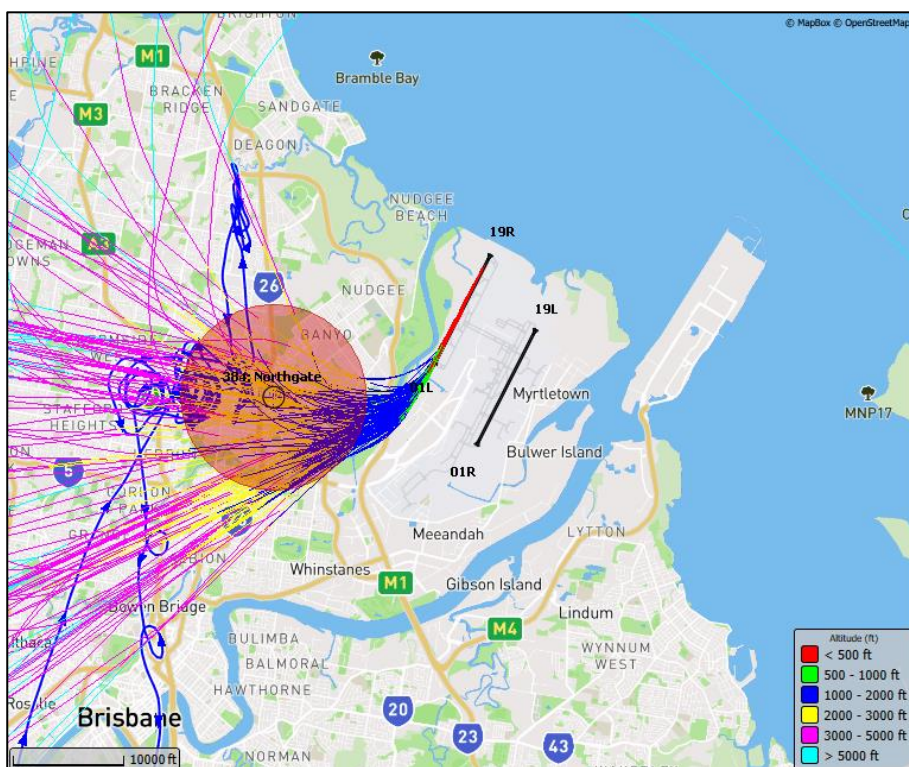 BRIGHTON
© MapBox © OpenStreetMap
M1
Bramble Bay
BRACKEN
RIDGE
SANDGATE
M3
DEAGON
NUDGEE
BEACH
19R
26
NUDGEE
BANYO
19L
384: Northgate
01L
STAFFORD
HEIGHTS
Myrtletown
MNP17
5
01R
Bulwer Island
Meeandah
LYTTON
Whinstanes
M1
Gibson Island
Bowen Bridge
Lindum
BULIMBA
M4
BALMORAL
WYNNUM
WEST
HAWTHORNE
Brisbane
20
23
43
NORMAN
10000 ft
Altitude (ft)
< 500 ft
500 - 1000 ft
1000 - 2000 ft
2000 - 3000 ft
3000 - 5000 ft
> 5000 ft